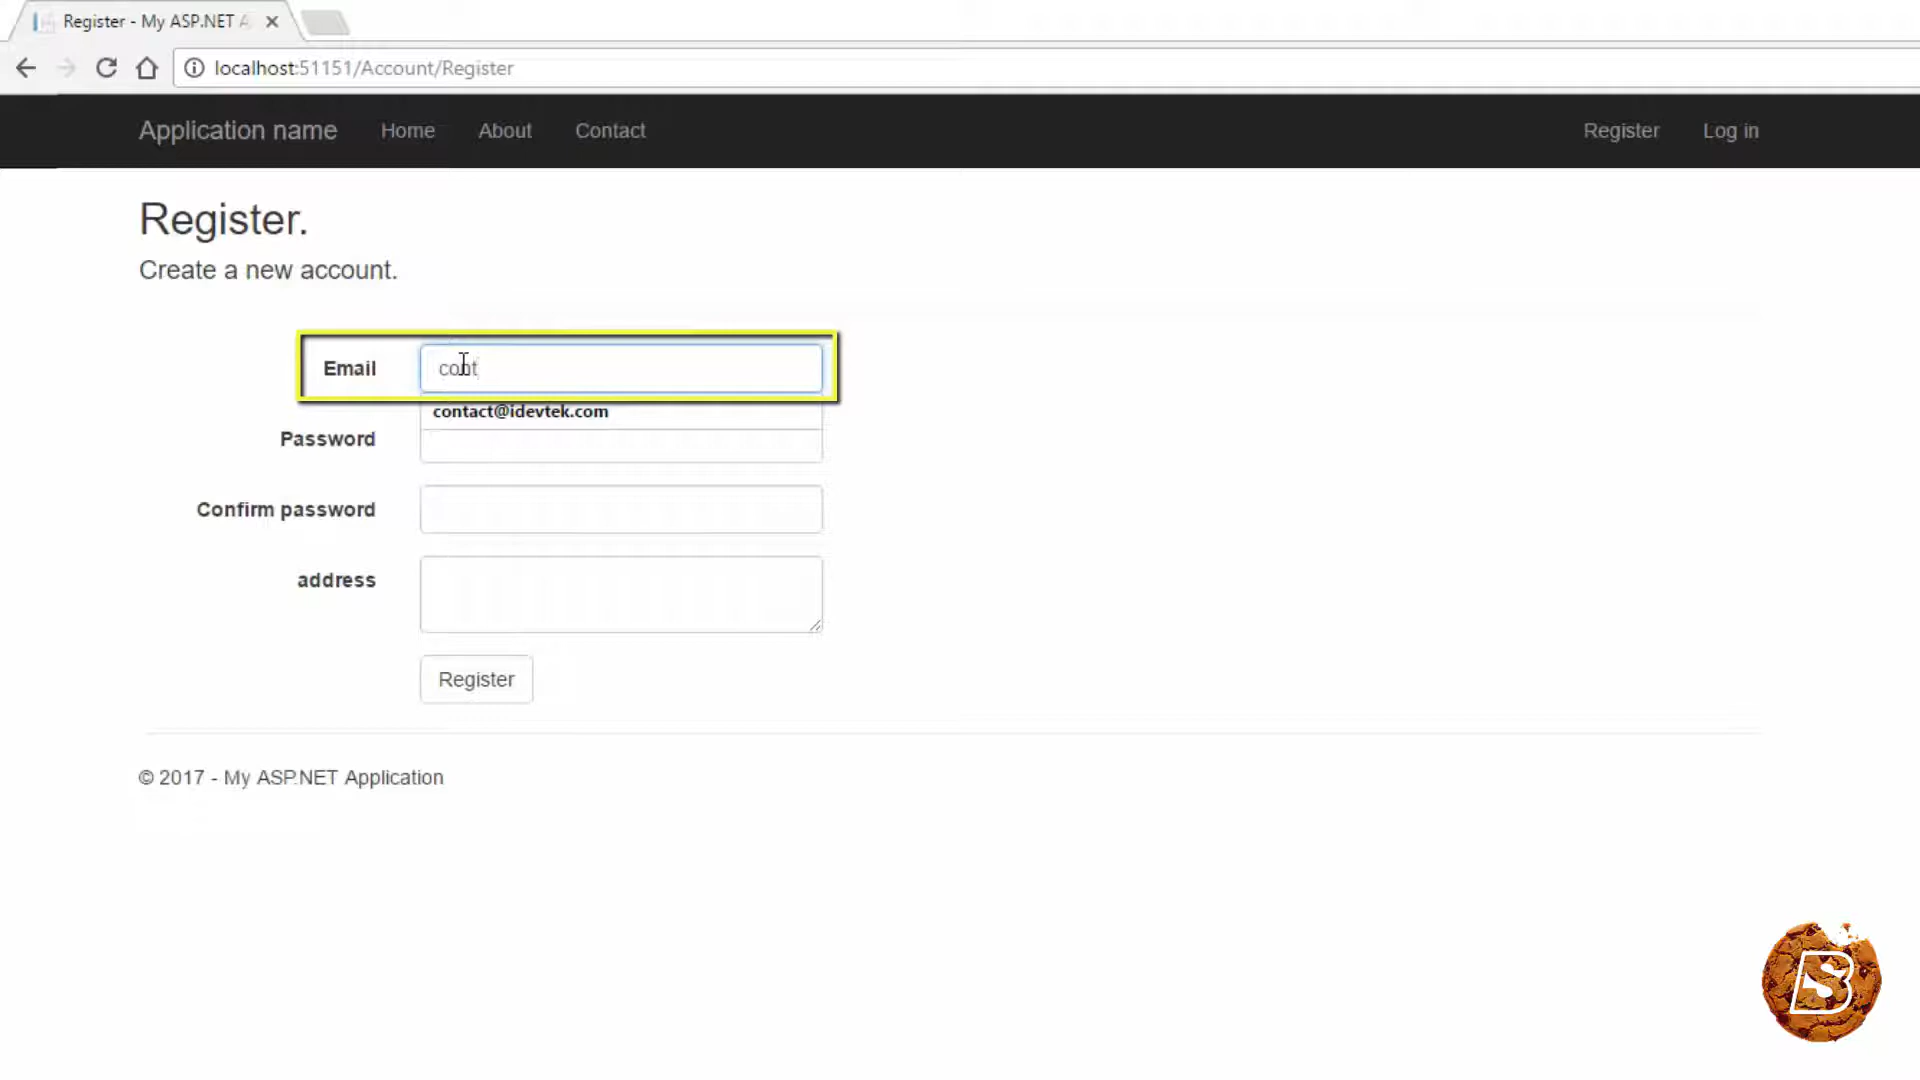 Register - My ASP.NET A
localhost:51151/Account/Register
Application name Home About Contact Register Log in
Register.
Create a new account.
Email cont
contact@idevtek.com
Password
Confirm password
address
Register
© 2017 - My ASP.NET Application
B